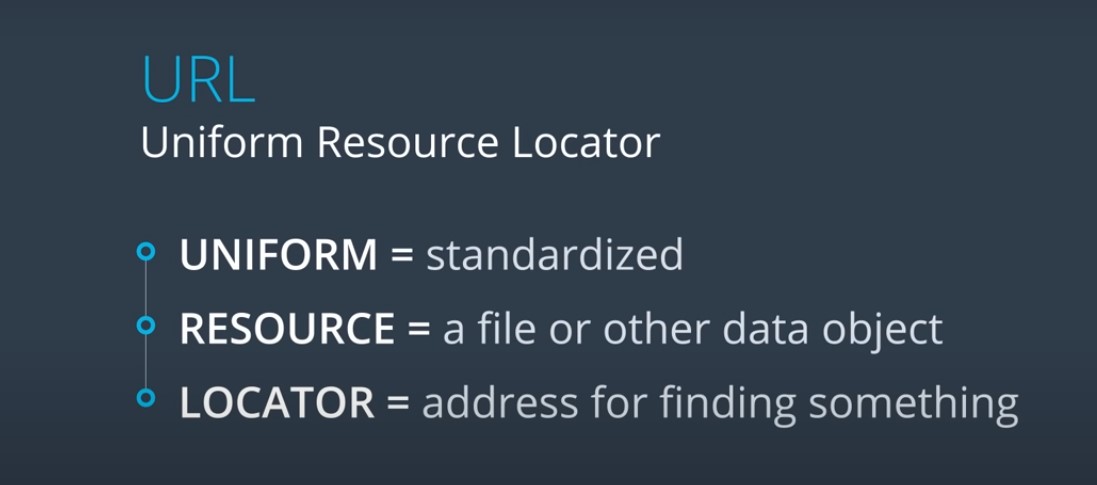 URL
Uniform Resource Locator
UNIFORM = standardized
RESOURCE = a file or other data object
LOCATOR = address for finding something